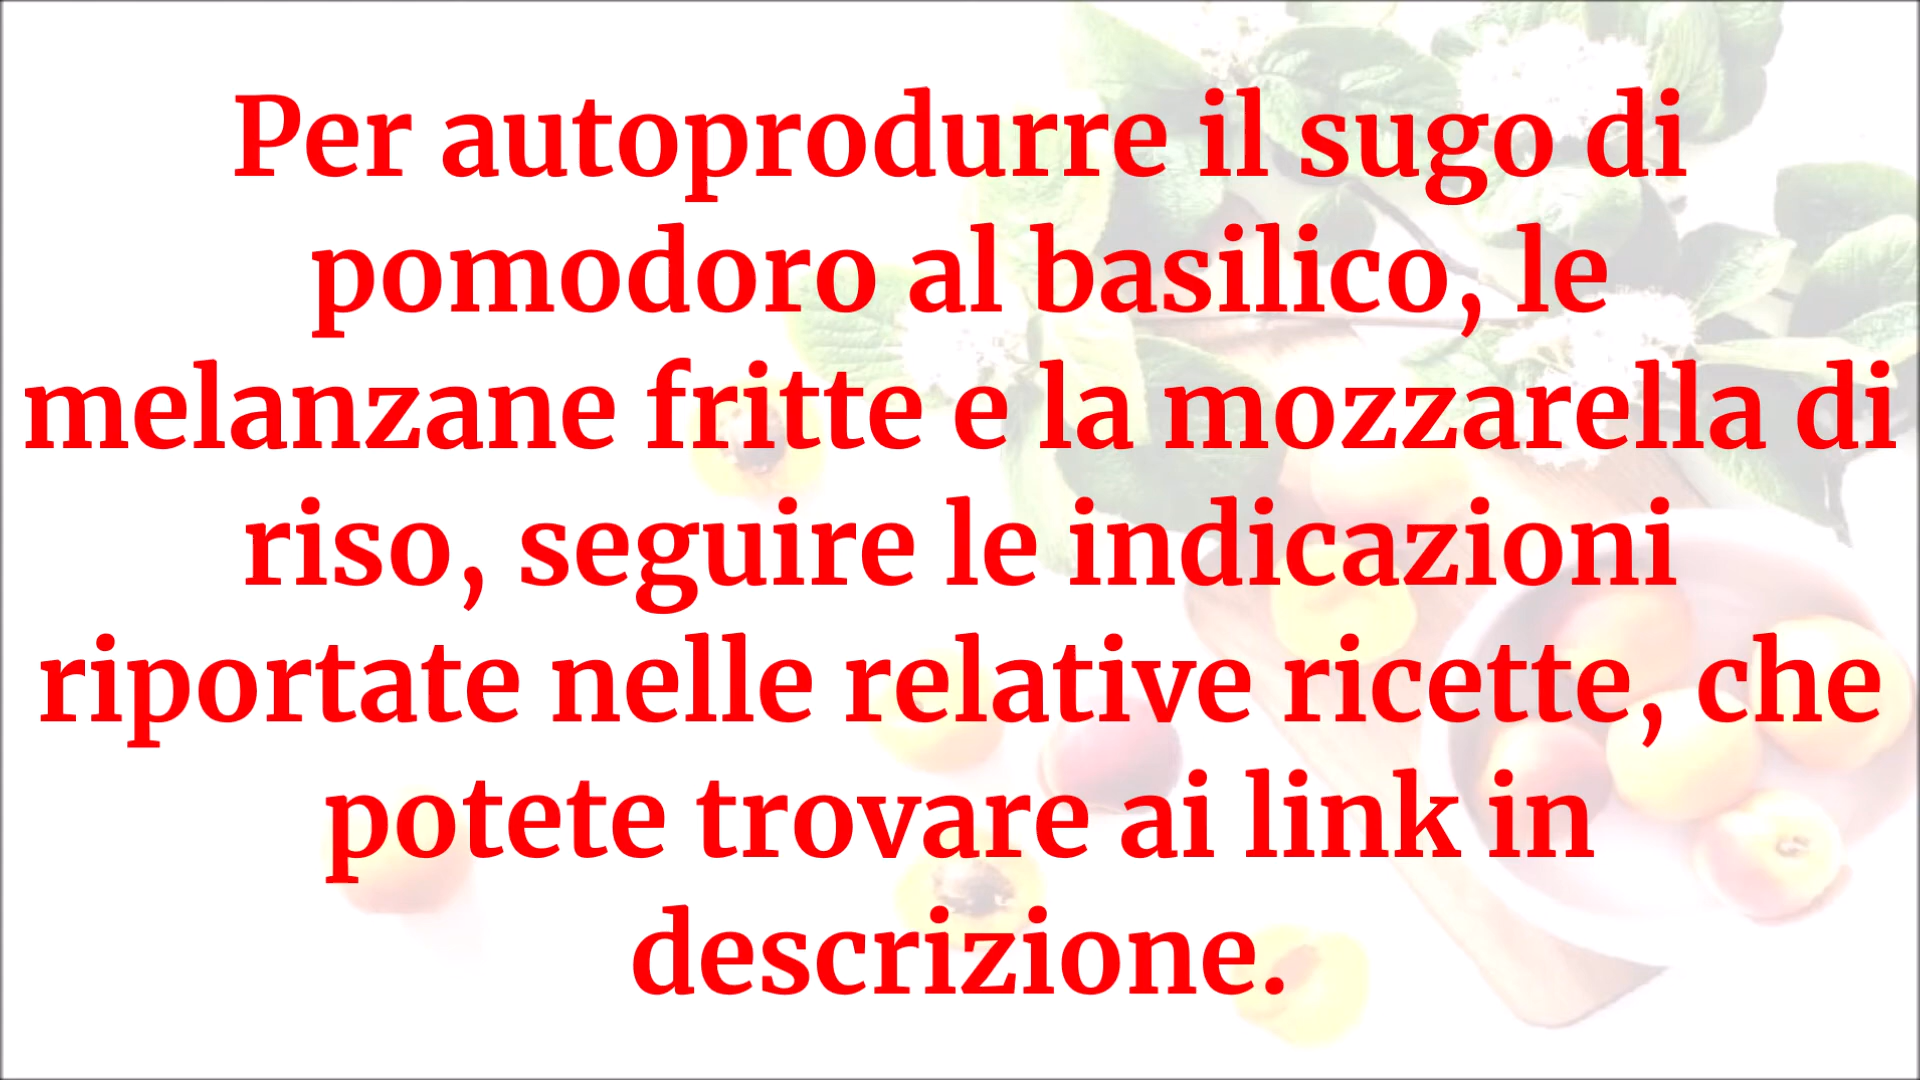 Per autoprodurre il sugo di
pomodoro al basilico, le
melanzane fritte e la mozzarella di
riso, seguire le indicazioni
riportate nelle relative ricette, che
potete trovare ai link in
descrizione.